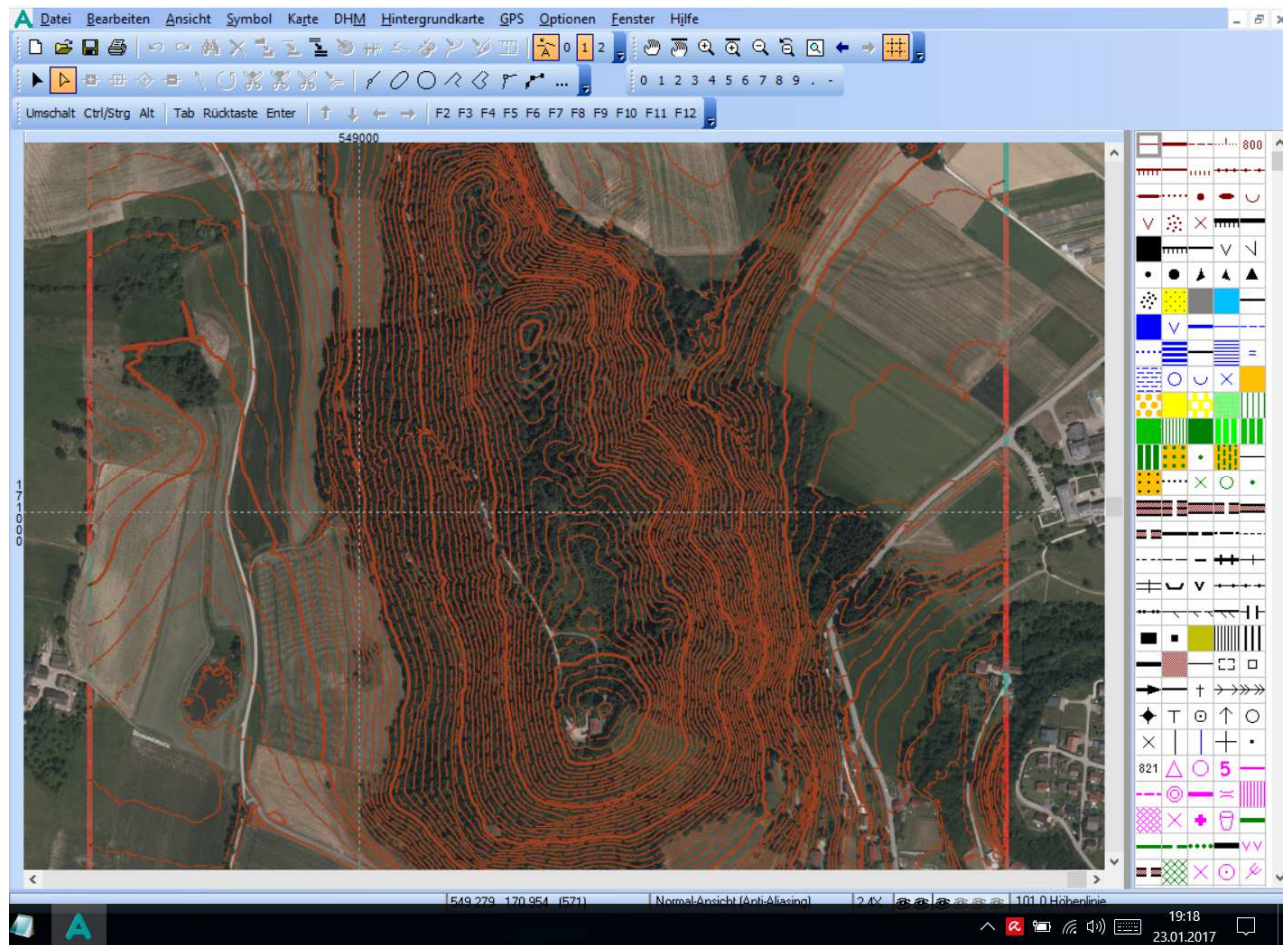 Datei Bearbeiten Ansicht Symbol Karte DHM Hintergrundkarte GPS Optionen Fenster Hilfe
0 1 2
... 0 1 2 3 4 5 6 7 8 9 . -
Umschalt Ctrl/Strg Alt Tab Rücktaste Enter F2 F3 F4 F5 F6 F7 F8 F9 F10 F11 F12
549000
800
171000
821
5
549.279 170.954 (571) Normal-Ansicht (Anti-Aliasing) 2.4X 101.0 Höhenlinie
19:18
23.01.2017